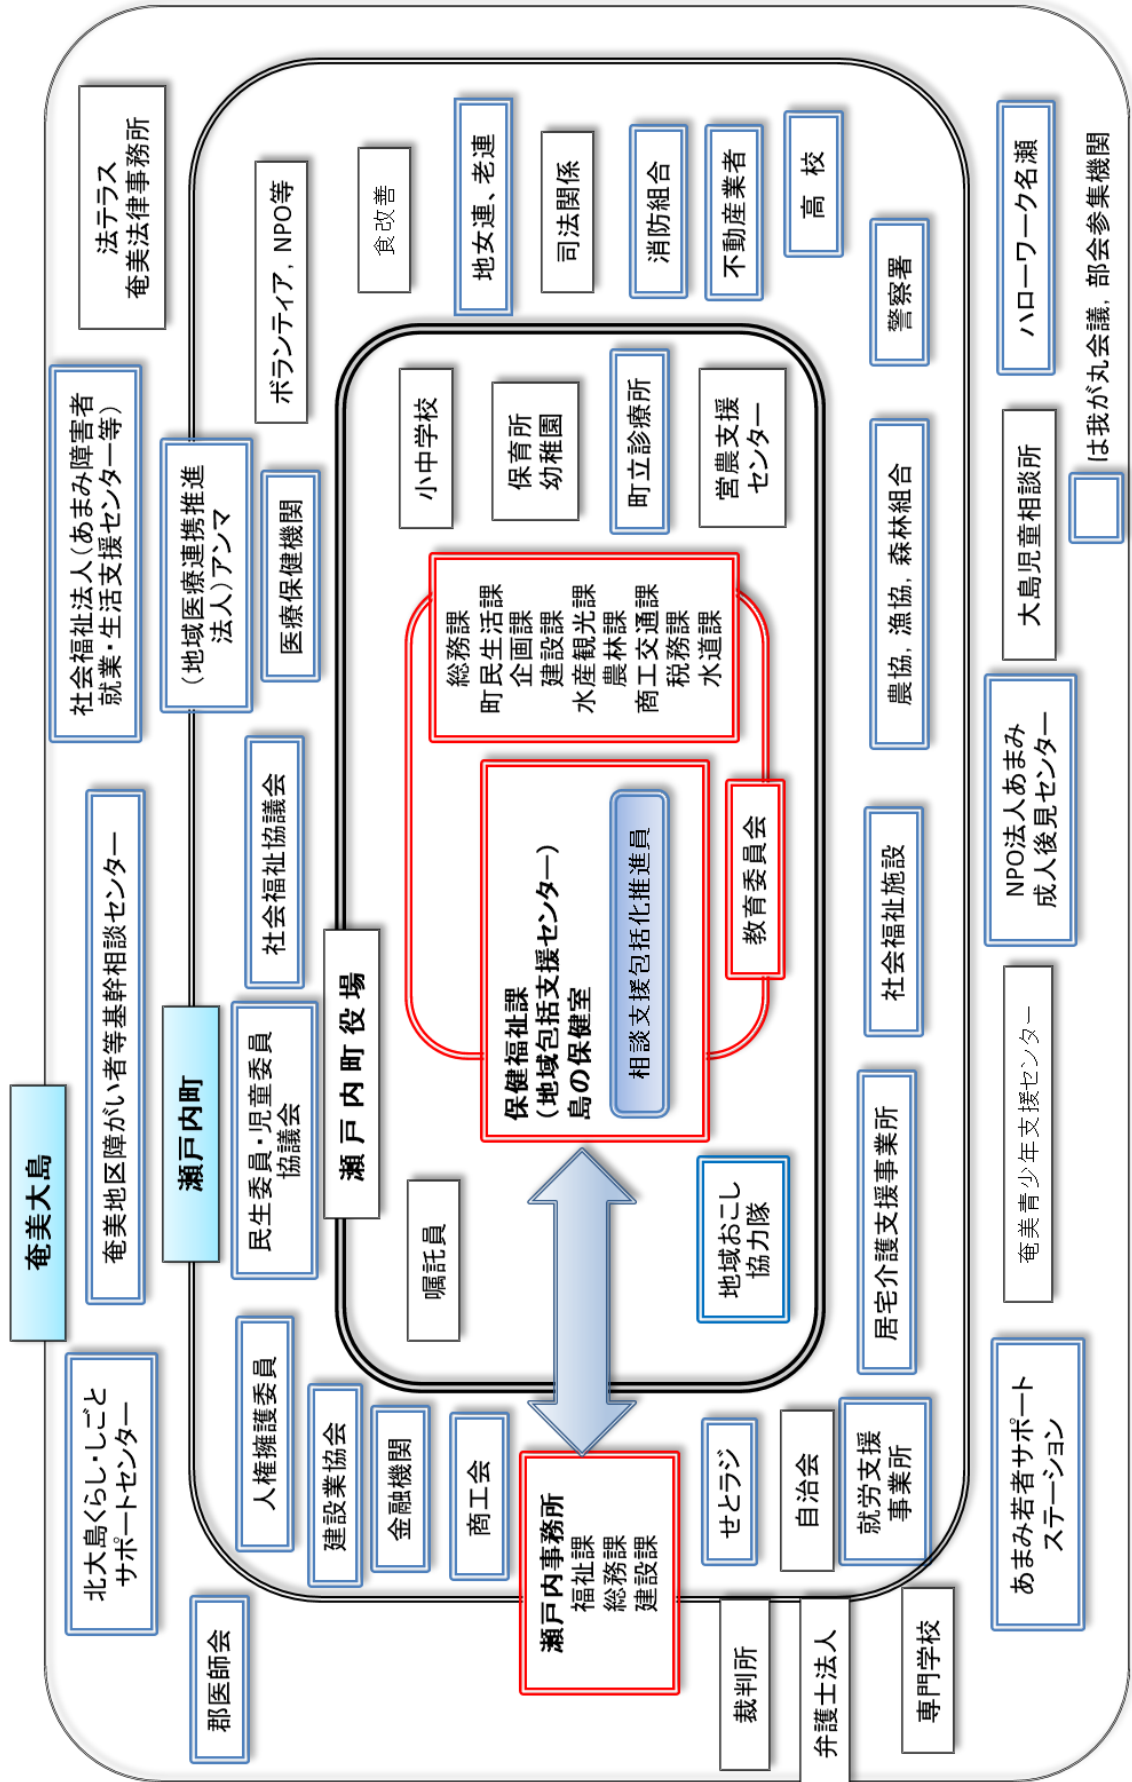 奄美大島
北大島くらし・しごと
サポートセンター
奄美地区障がい者等基幹相談センター
社会福祉法人（あまみ障害者
就業・生活支援センター等）
法テラス
奄美法律事務所
郡医師会
瀬戸内町
（地域医療連携推進
法人）アンマ
人権擁護委員
民生委員・児童委員
協議会
社会福祉協議会
医療保健機関
ボランティア，NPO等
建設業協会
金融機関
商工会
瀬戸内事務所
福祉課
総務課
建設課
せとラジ
自治会
就労支援
事業所
瀬戸内町役場
嘱託員
地域おこし
協力隊
保健福祉課
（地域包括支援センター）
島の保健室
相談支援包括化推進員
教育委員会
総務課
町民生活課
企画課
建設課
水産観光課
農林課
商工交通課
税務課
水道課
小中学校
保育所
幼稚園
町立診療所
営農支援
センター
食改善
地女連、老連
司法関係
消防組合
不動産業者
高　校
居宅介護支援事業所
社会福祉施設
農協，漁協，森林組合
警察署
裁判所
弁護士法人
専門学校
あまみ若者サポート
ステーション
奄美青少年支援センター
NPO法人あまみ
成人後見センター
大島児童相談所
ハローワーク名瀬
は我が丸会議，部会参集機関